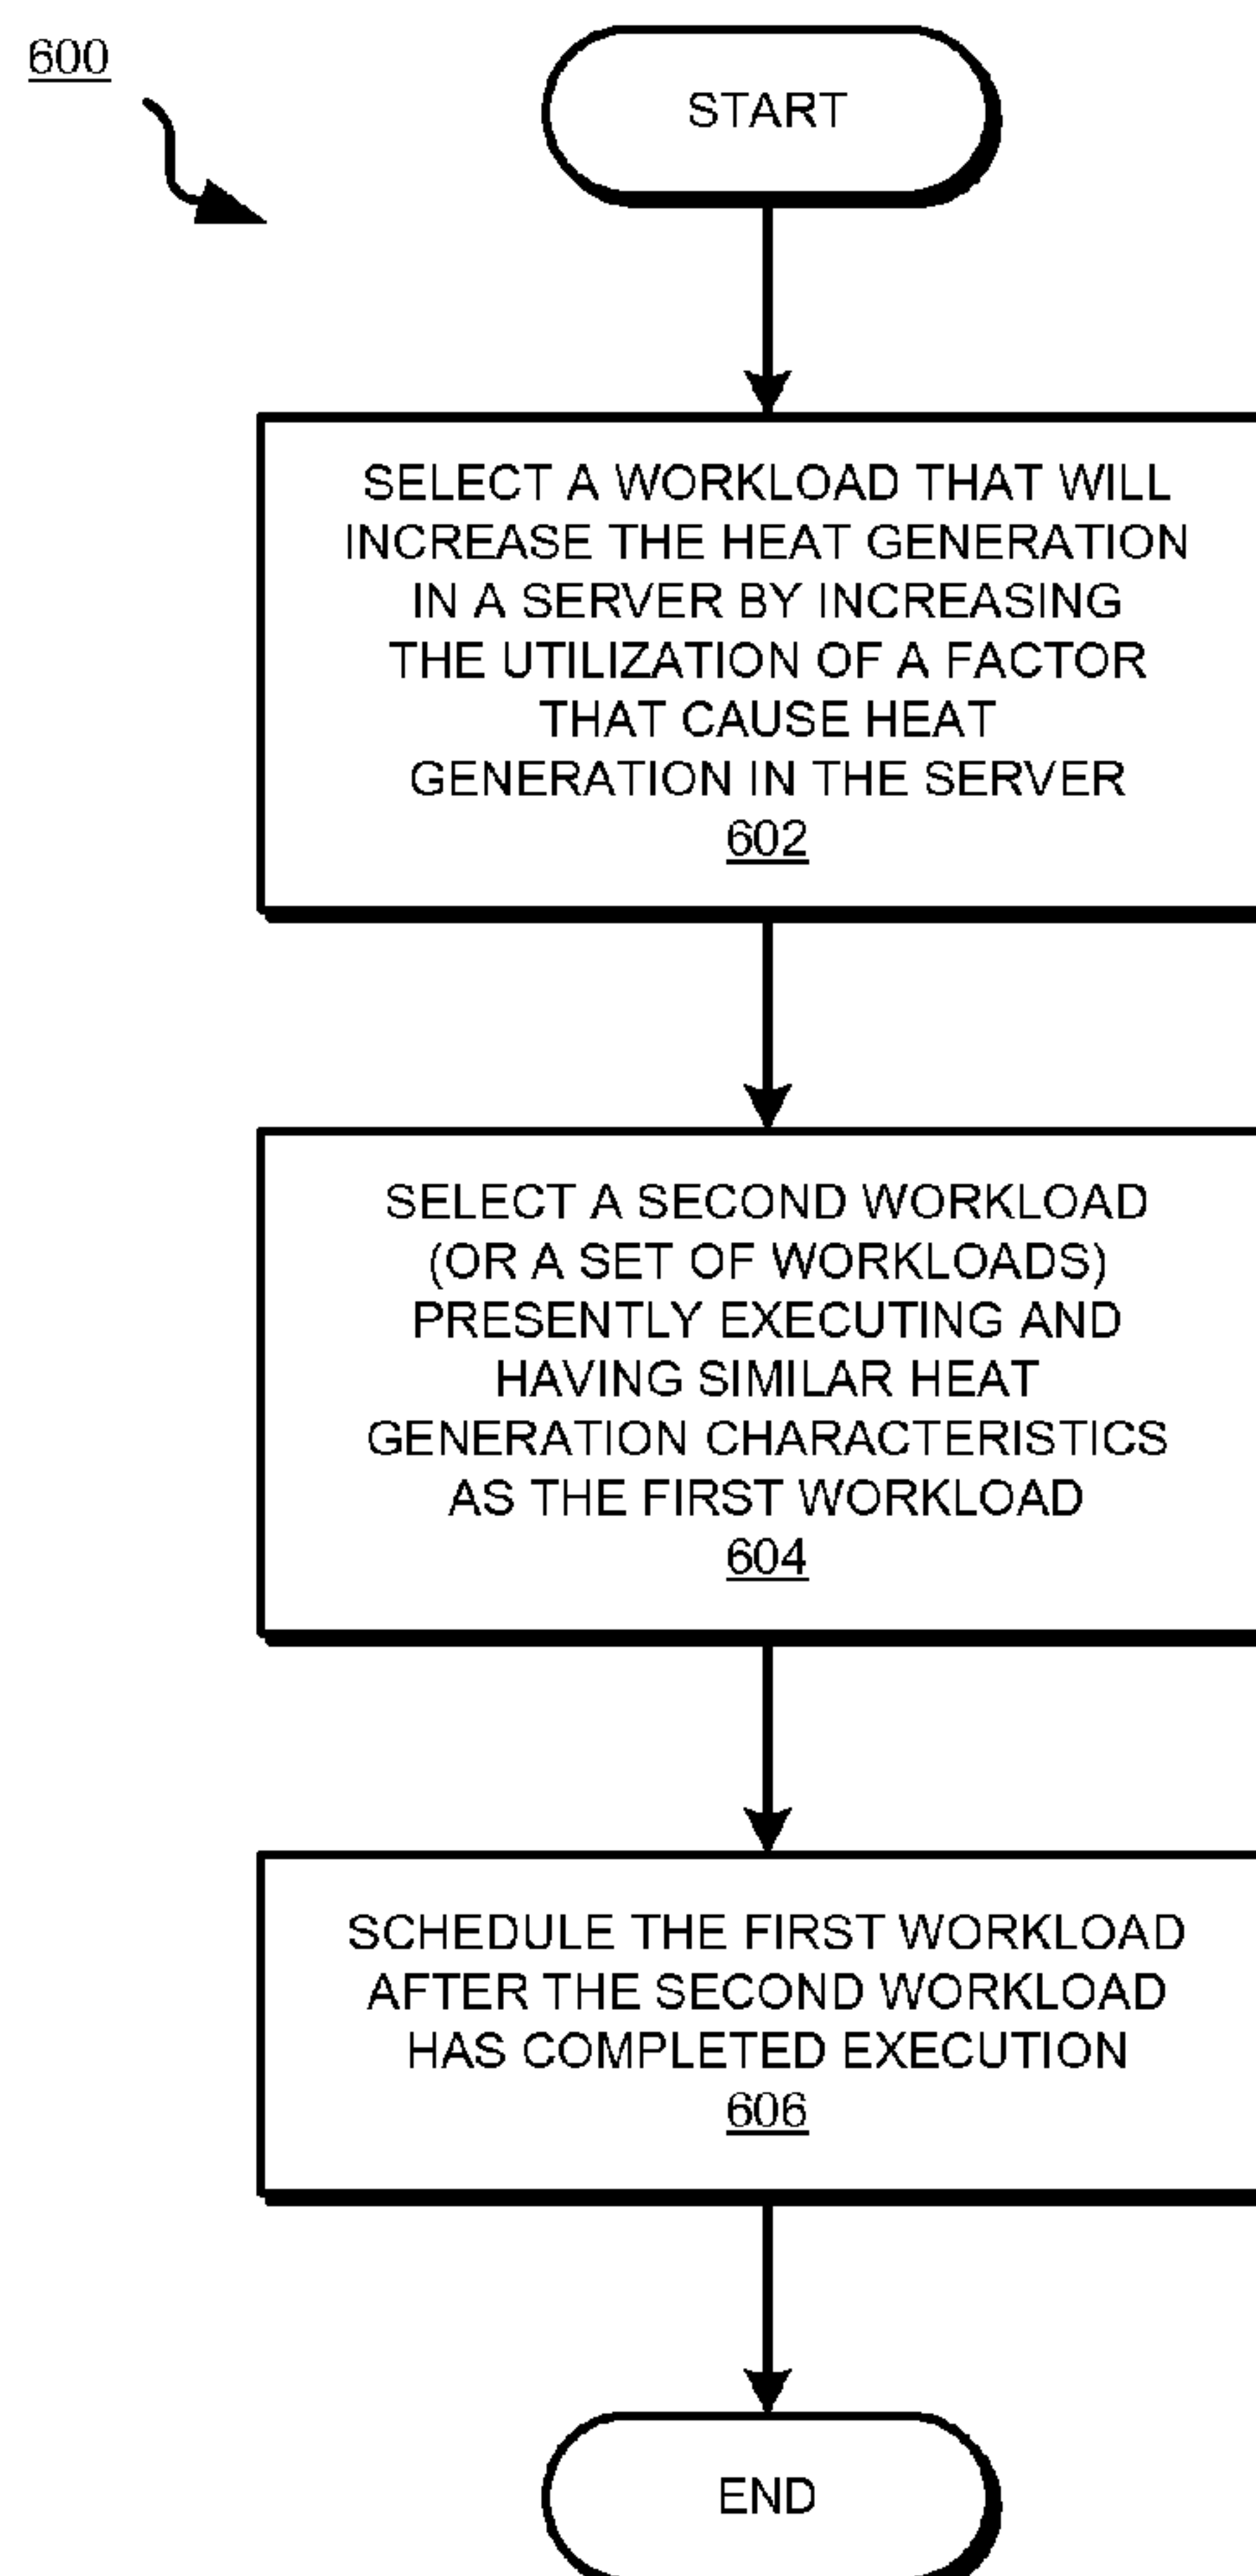 600
START
SELECT A WORKLOAD THAT WILL
INCREASE THE HEAT GENERATION
IN A SERVER BY INCREASING
THE UTILIZATION OF A FACTOR
THAT CAUSE HEAT
GENERATION IN THE SERVER
602
SELECT A SECOND WORKLOAD
(OR A SET OF WORKLOADS)
PRESENTLY EXECUTING AND
HAVING SIMILAR HEAT
GENERATION CHARACTERISTICS
AS THE FIRST WORKLOAD
604
SCHEDULE THE FIRST WORKLOAD
AFTER THE SECOND WORKLOAD
HAS COMPLETED EXECUTION
606
END